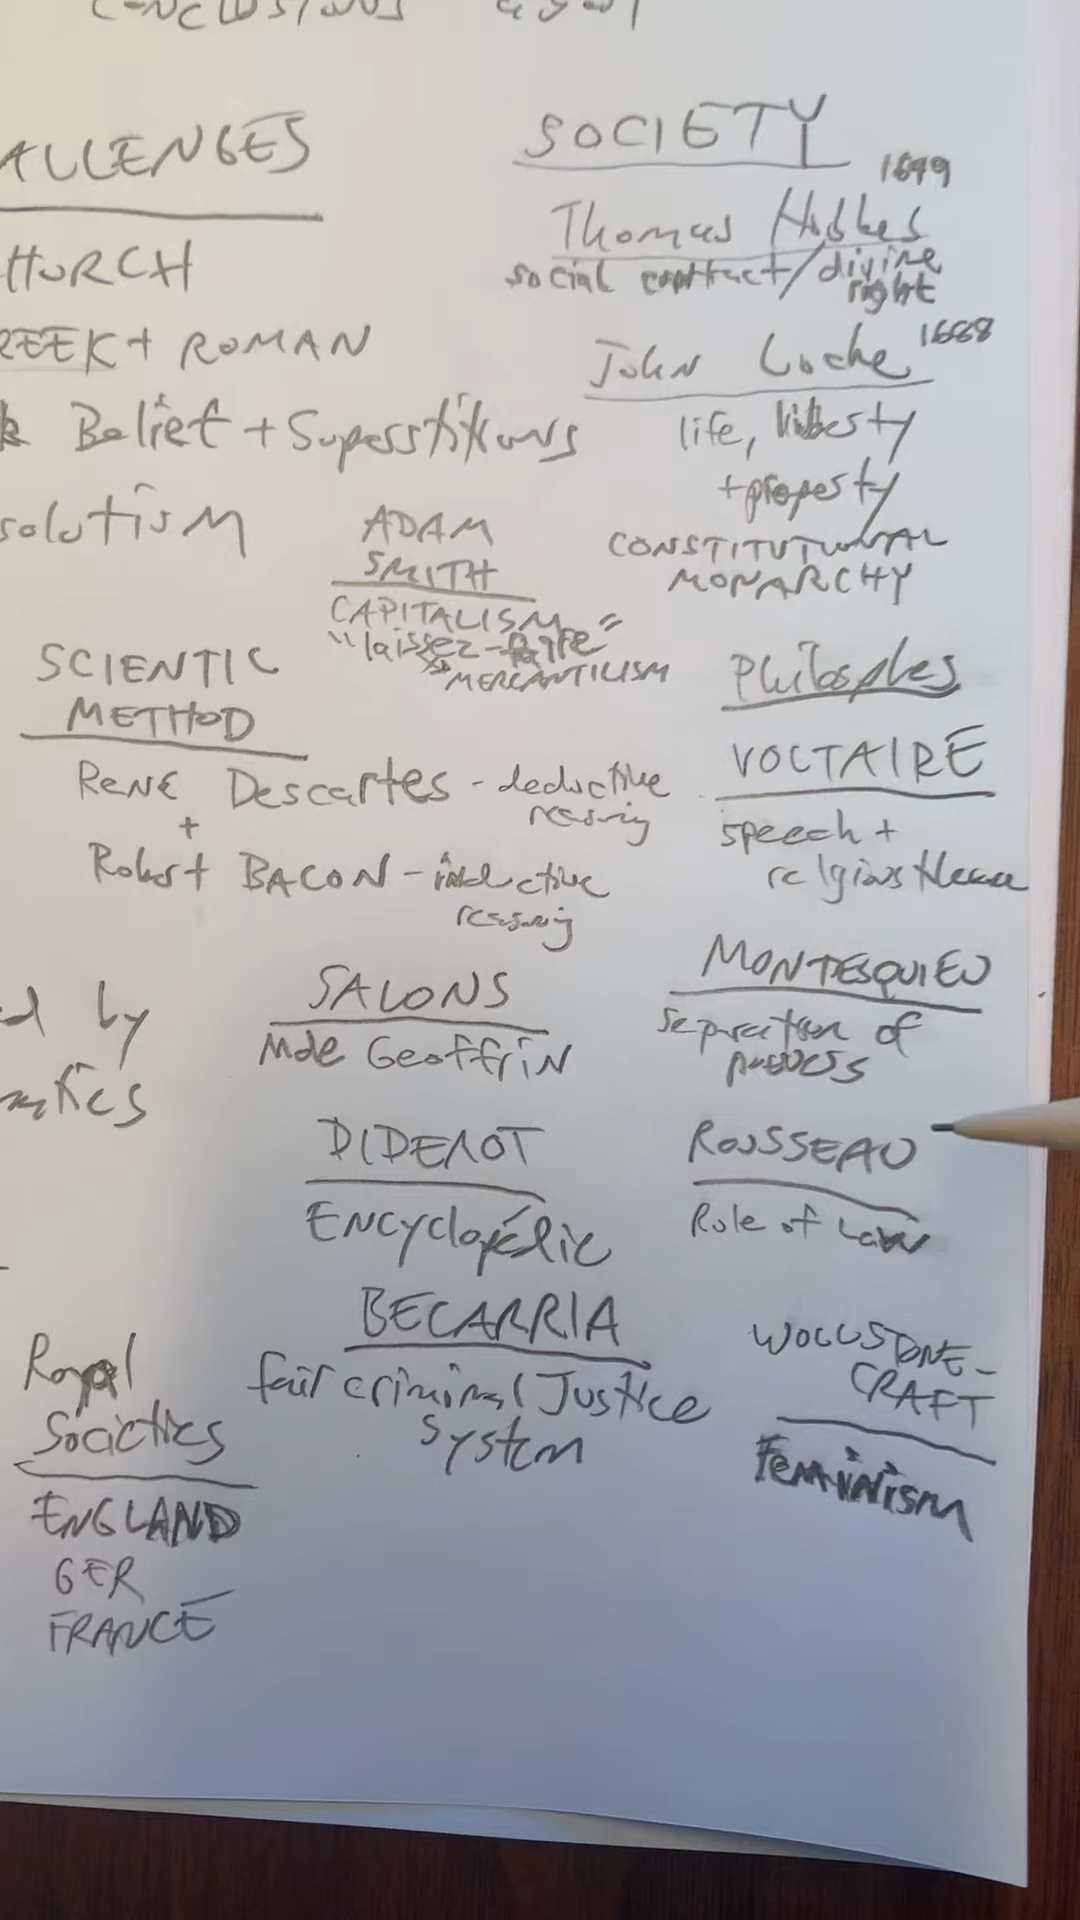 CONCLUSIONS
ALLENGES
HURCH
REEK + ROMAN
Belief + Superstitions
solutism
SOCIETY
1649
Thomas Hobbes
social contract/divine
right
John Locke 1688
life, liberty
+ property
CONSTITUTIONAL
MONARCHY
ADAM
SMITH
CAPITALISM
"laissez-faire"
MERCANTILISM
SCIENTIC
METHOD
RENE Descartes - deductive
reasoning
+
Robert BACON - inductive
reasoning
Philosophes
VOLTAIRE
speech +
MONTESQUIEU
separation of
powers
ROUSSEAU
Rule of Law
WOLLSTONE-
CRAFT
Feminism
d by
SALONS
Mde Geoffrin
DIDEROT
ENCYCLOPÉDIE
BECARRIA
fair criminal Justice
System
Royal
Societies
ENGLAND
GER
FRANCE